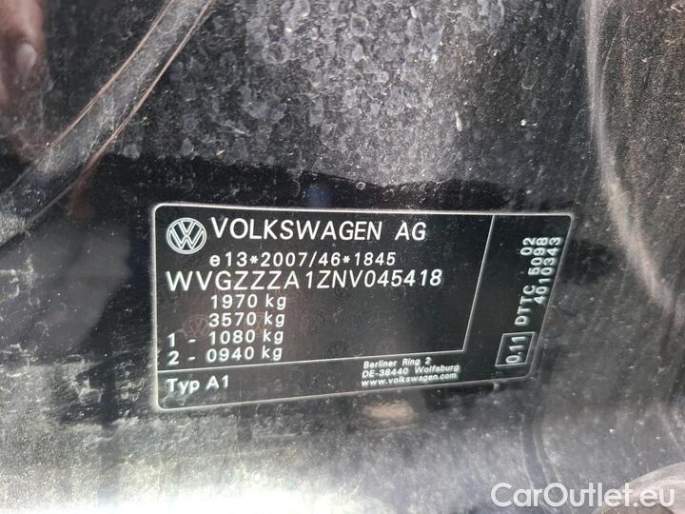 VOLKSWAGEN AG
e13*2007/46*1845
WVGZZZA1ZNV045418
1970 kg
3570 kg
1 - 1080 kg
2 - 0940 kg
Typ A1
Berliner Ring 2
DE-38440 Wolfsburg
www.volkswagen.com
0.11 DTTC 5098 02
4010343
CarOutlet.eu